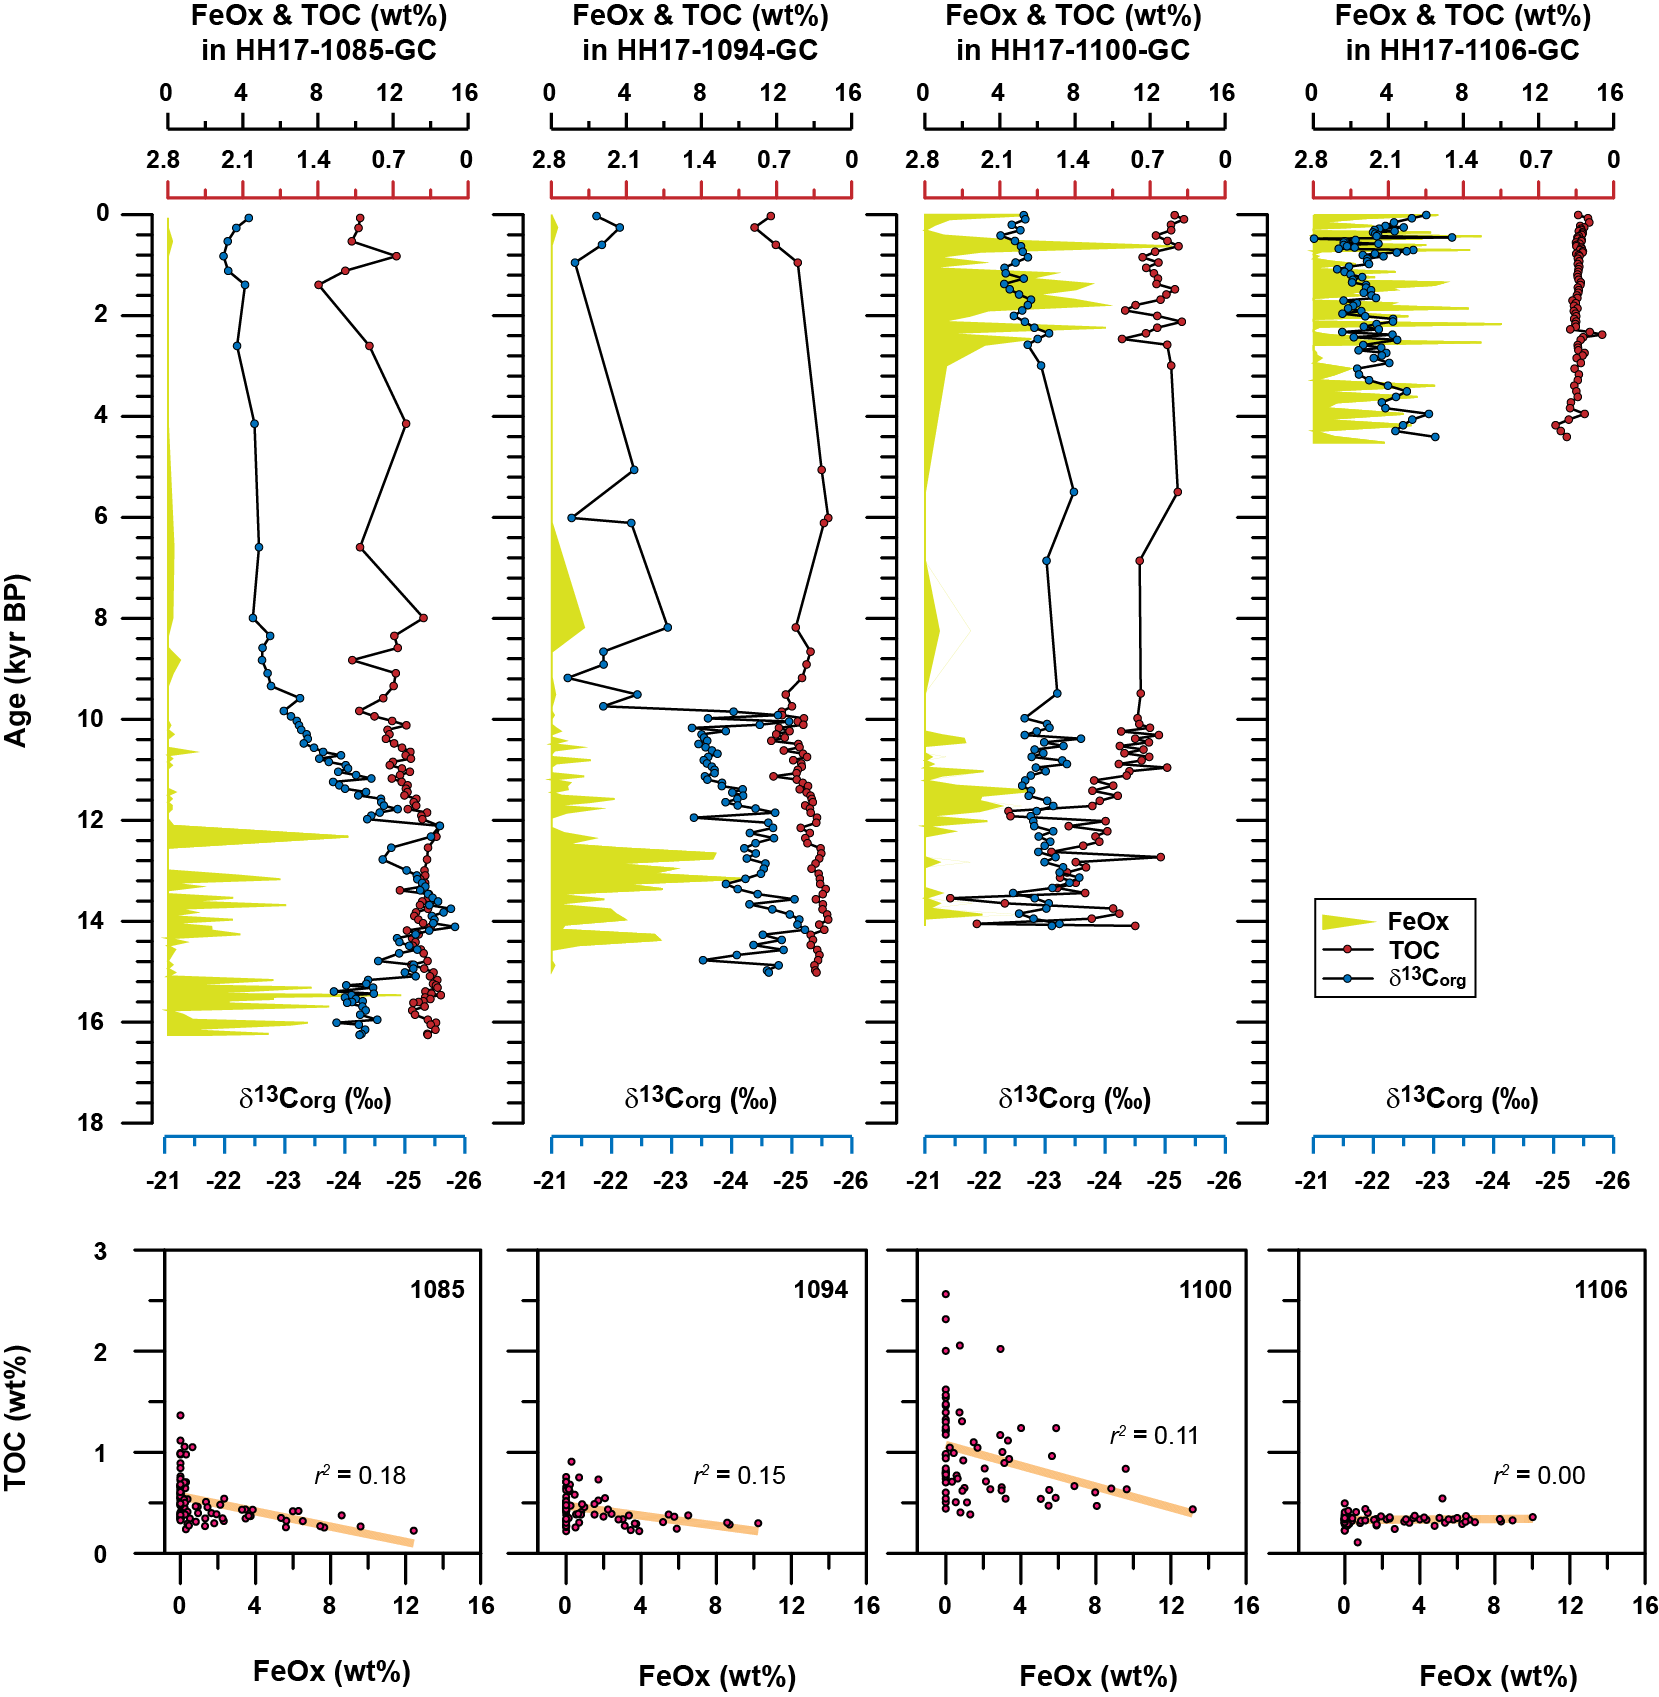 FeOx & TOC (wt%) FeOx & TOC (wt%) FeOx & TOC (wt%) FeOx & TOC (wt%)
in HH17-1085-GC in HH17-1094-GC in HH17-1100-GC in HH17-1106-GC
0 4 8 12 16 0 4 8 12 16 0 4 8 12 16 0 4 8 12 16
2.8 2.1 1.4 0.7 0 2.8 2.1 1.4 0.7 0 2.8 2.1 1.4 0.7 0 2.8 2.1 1.4 0.7 0
Age (kyr BP)
0
2
4
6
8
10
12
14
16
18
FeOx
TOC
δ¹³Corg
δ¹³Corg (‰) δ¹³Corg (‰) δ¹³Corg (‰) δ¹³Corg (‰)
-21 -22 -23 -24 -25 -26 -21 -22 -23 -24 -25 -26 -21 -22 -23 -24 -25 -26 -21 -22 -23 -24 -25 -26
TOC (wt%)
3
2
1
0
1085 1094 1100 1106
r² = 0.18 r² = 0.15 r² = 0.11 r² = 0.00
0 4 8 12 16 0 4 8 12 16 0 4 8 12 16 0 4 8 12 16
FeOx (wt%) FeOx (wt%) FeOx (wt%) FeOx (wt%)